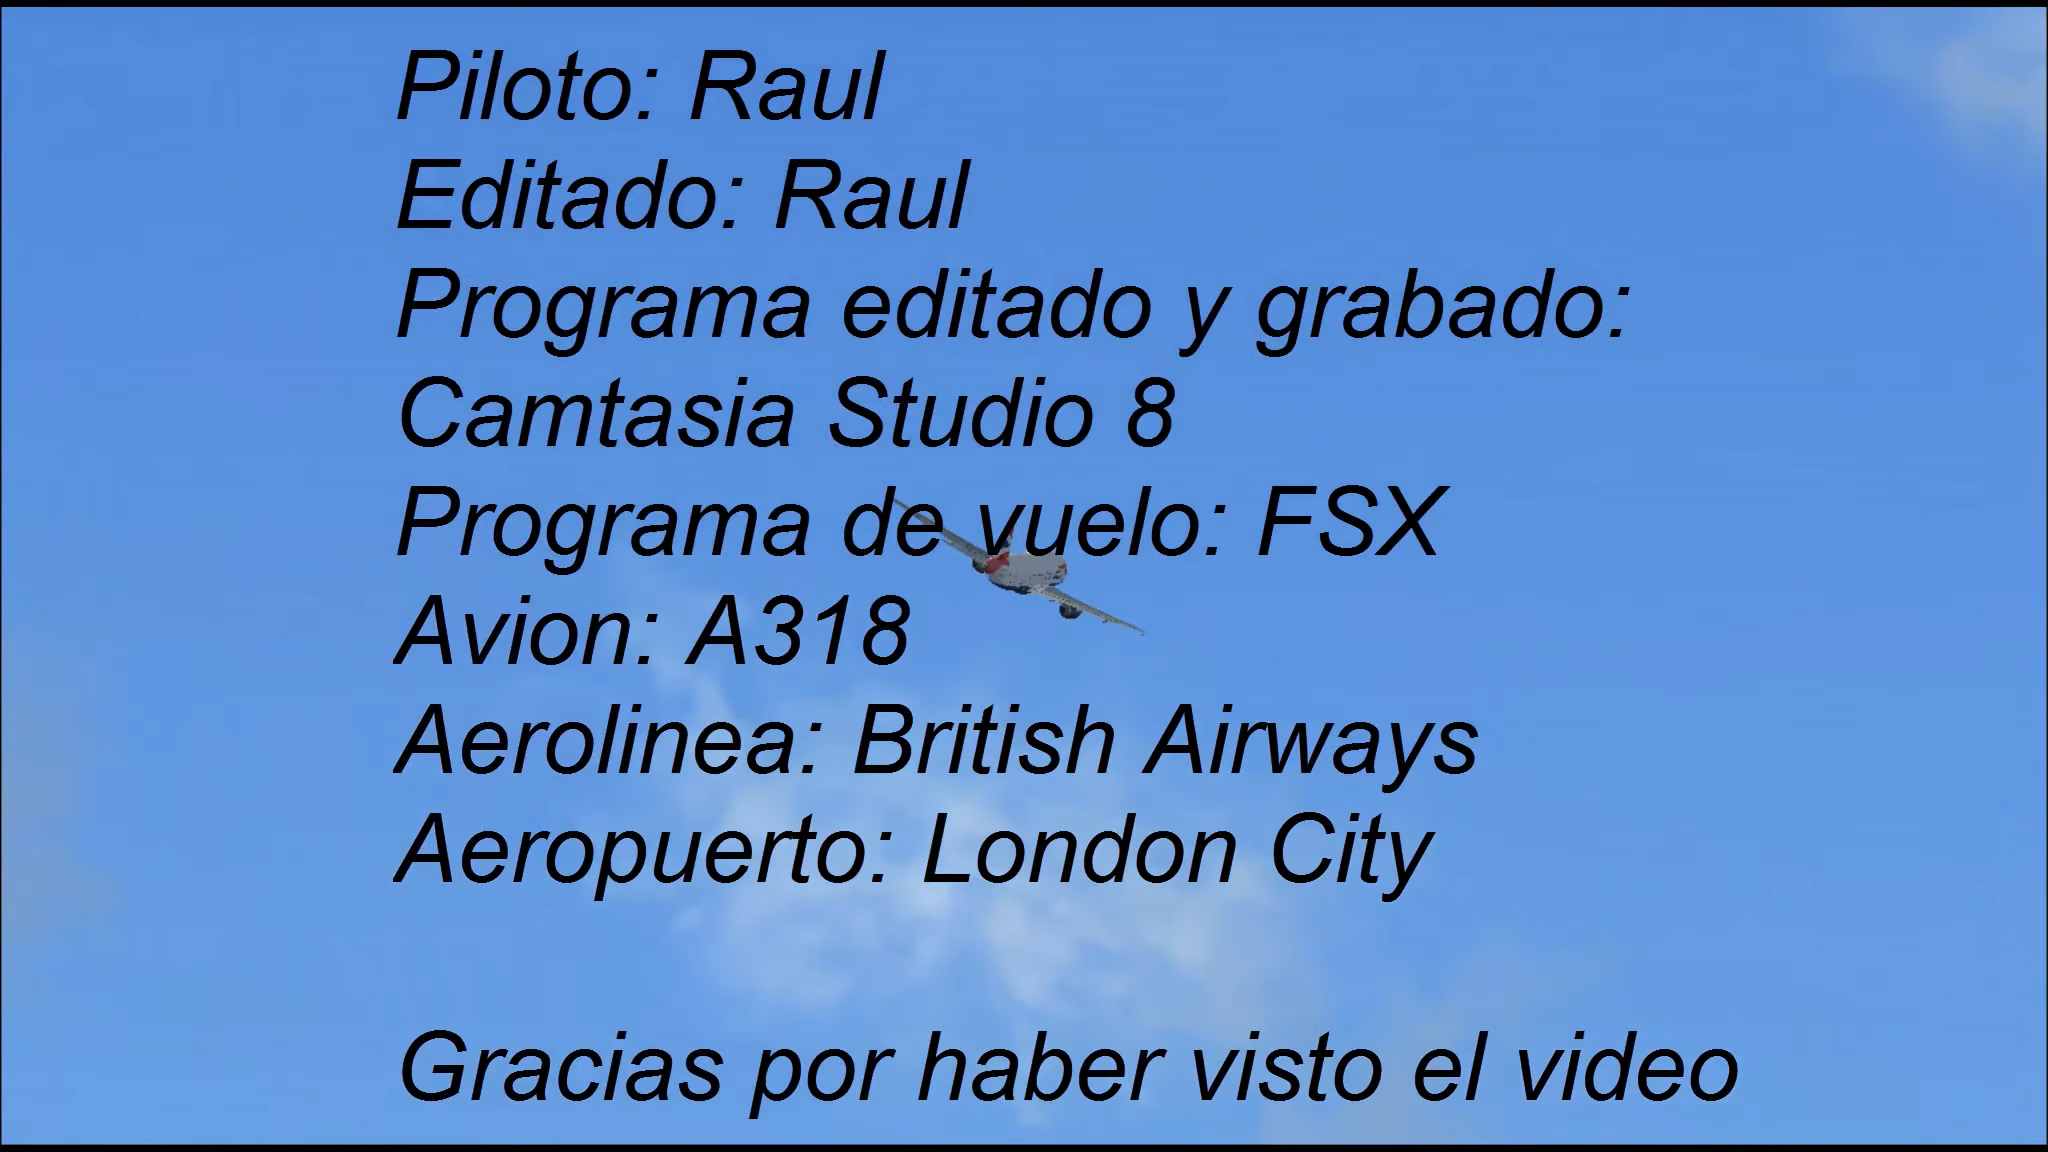 Piloto: Raul
Editado: Raul
Programa editado y grabado:
Camtasia Studio 8
Programa de vuelo: FSX
Avion: A318
Aerolinea: British Airways
Aeropuerto: London City
Gracias por haber visto el video